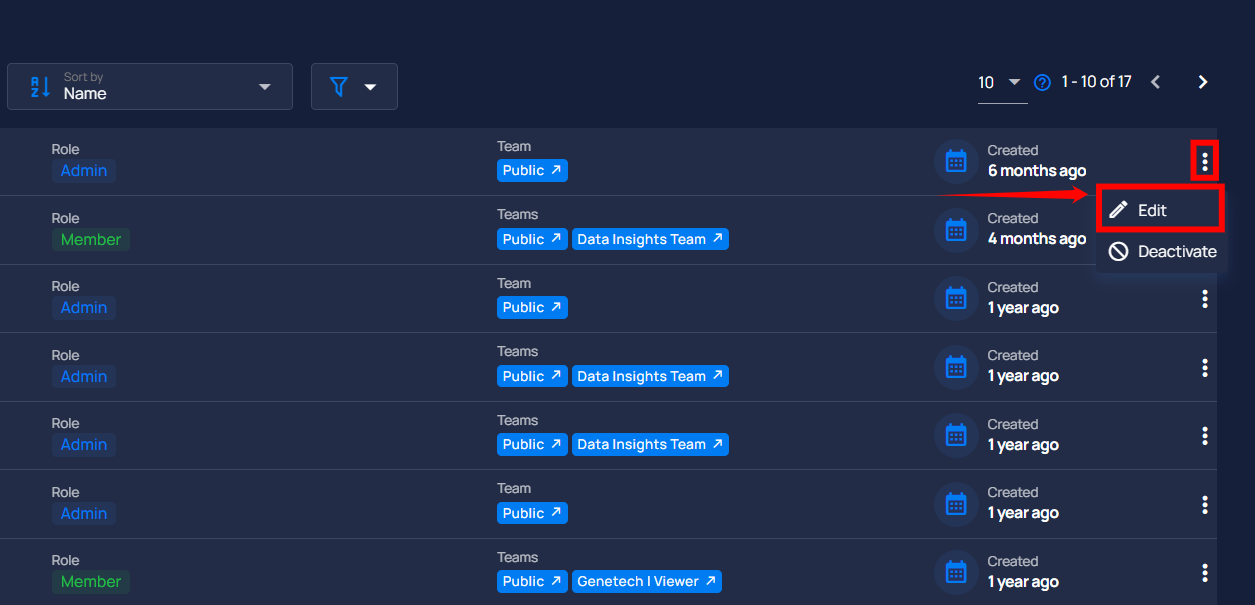 Sort by
Name
10
1 - 10 of 17
Role
Admin
Team
Public
Created
6 months ago
Edit
Deactivate
Role
Member
Teams
Public Data Insights Team
Created
4 months ago
Role
Admin
Team
Public
Created
1 year ago
Role
Admin
Teams
Public Data Insights Team
Created
1 year ago
Role
Admin
Teams
Public Data Insights Team
Created
1 year ago
Role
Admin
Team
Public
Created
1 year ago
Role
Member
Teams
Public Genetech | Viewer
Created
1 year ago